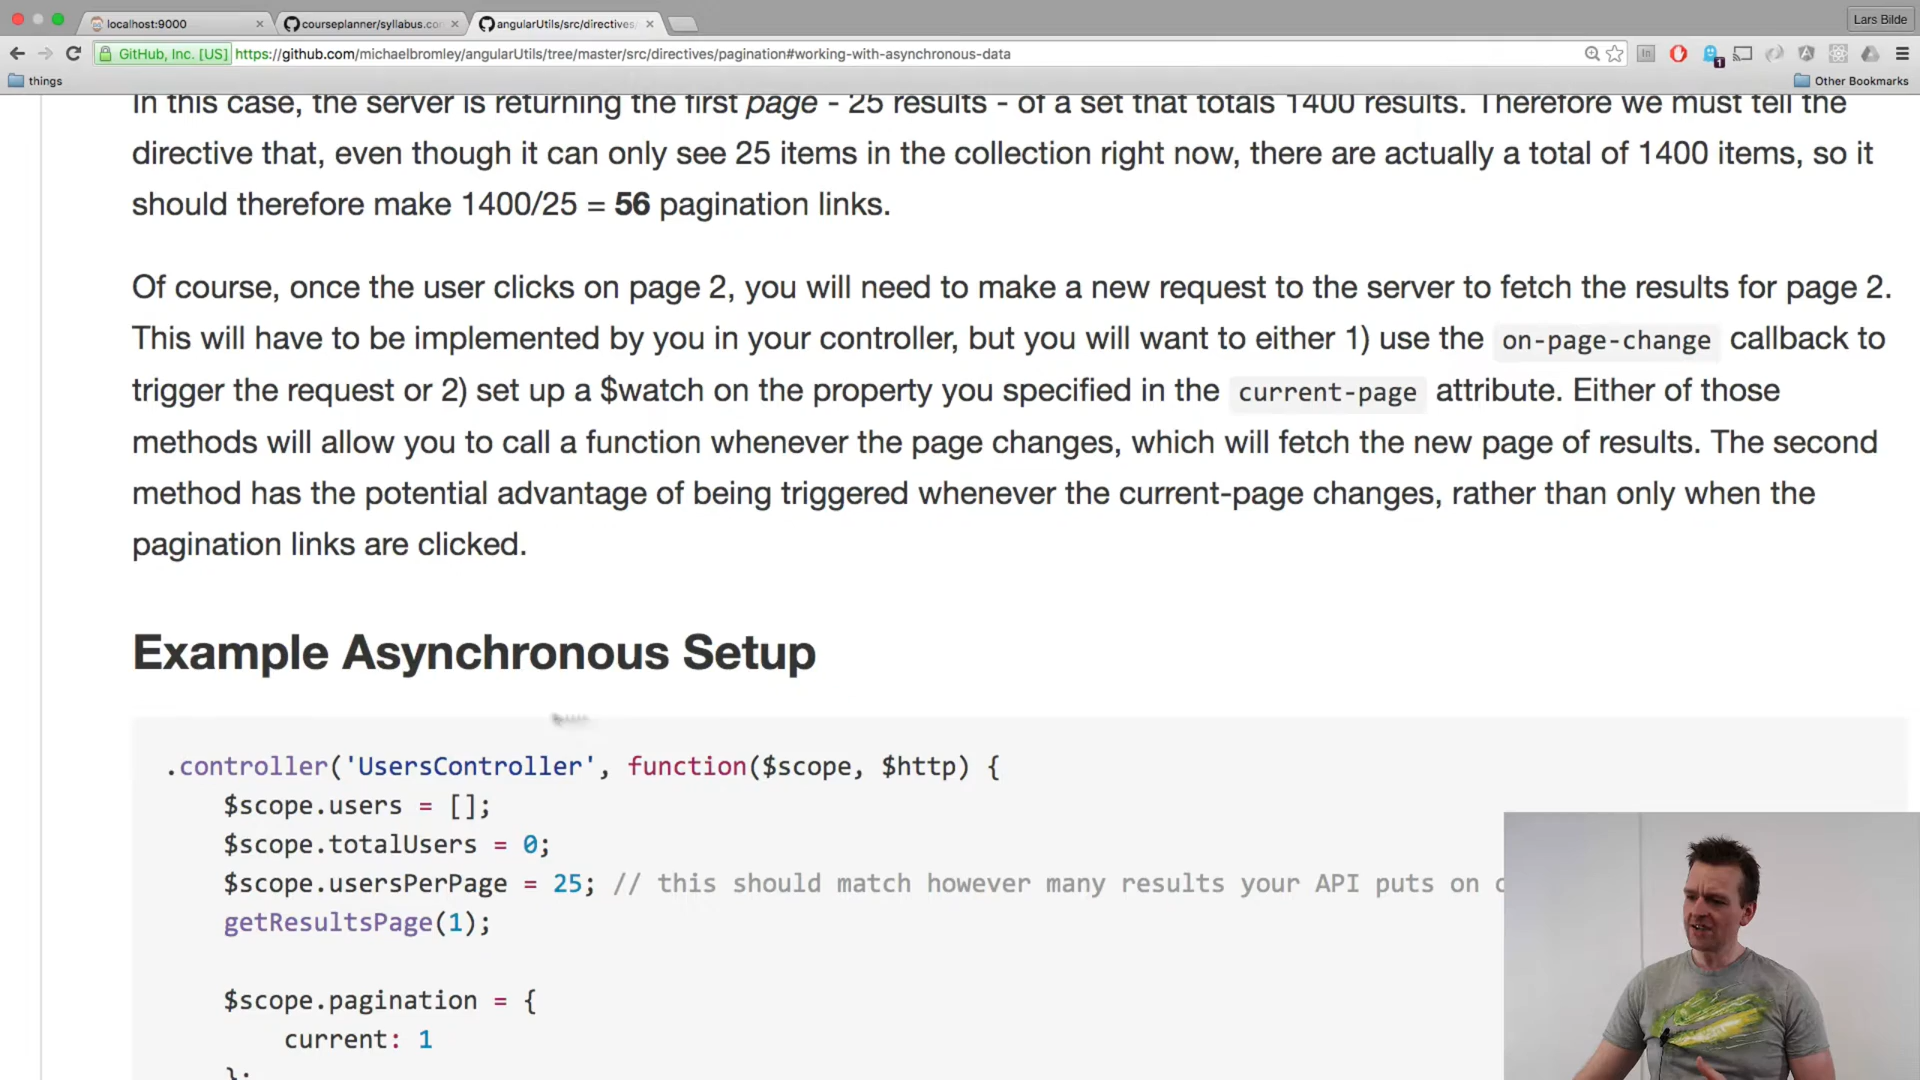 localhost:9000
courseplanner/syllabus.co
angularUtils/src/directives
Lars Bilde
GitHub, Inc. [US]
https://github.com/michaelbromley/angularUtils/tree/master/src/directives/pagination#working-with-asynchronous-data
1
things
Other Bookmarks
In this case, the server is returning the first page - 25 results - of a set that totals 1400 results. Therefore we must tell the
directive that, even though it can only see 25 items in the collection right now, there are actually a total of 1400 items, so it
should therefore make 1400/25 = 56 pagination links.
Of course, once the user clicks on page 2, you will need to make a new request to the server to fetch the results for page 2.
This will have to be implemented by you in your controller, but you will want to either 1) use the on-page-change callback to
trigger the request or 2) set up a $watch on the property you specified in the current-page attribute. Either of those
methods will allow you to call a function whenever the page changes, which will fetch the new page of results. The second
method has the potential advantage of being triggered whenever the current-page changes, rather than only when the
pagination links are clicked.
Example Asynchronous Setup
.controller('UsersController', function($scope, $http) {
$scope.users = [];
$scope.totalUsers = 0;
$scope.usersPerPage = 25; // this should match however many results your API puts on
getResultsPage(1);
$scope.pagination = {
current: 1
};